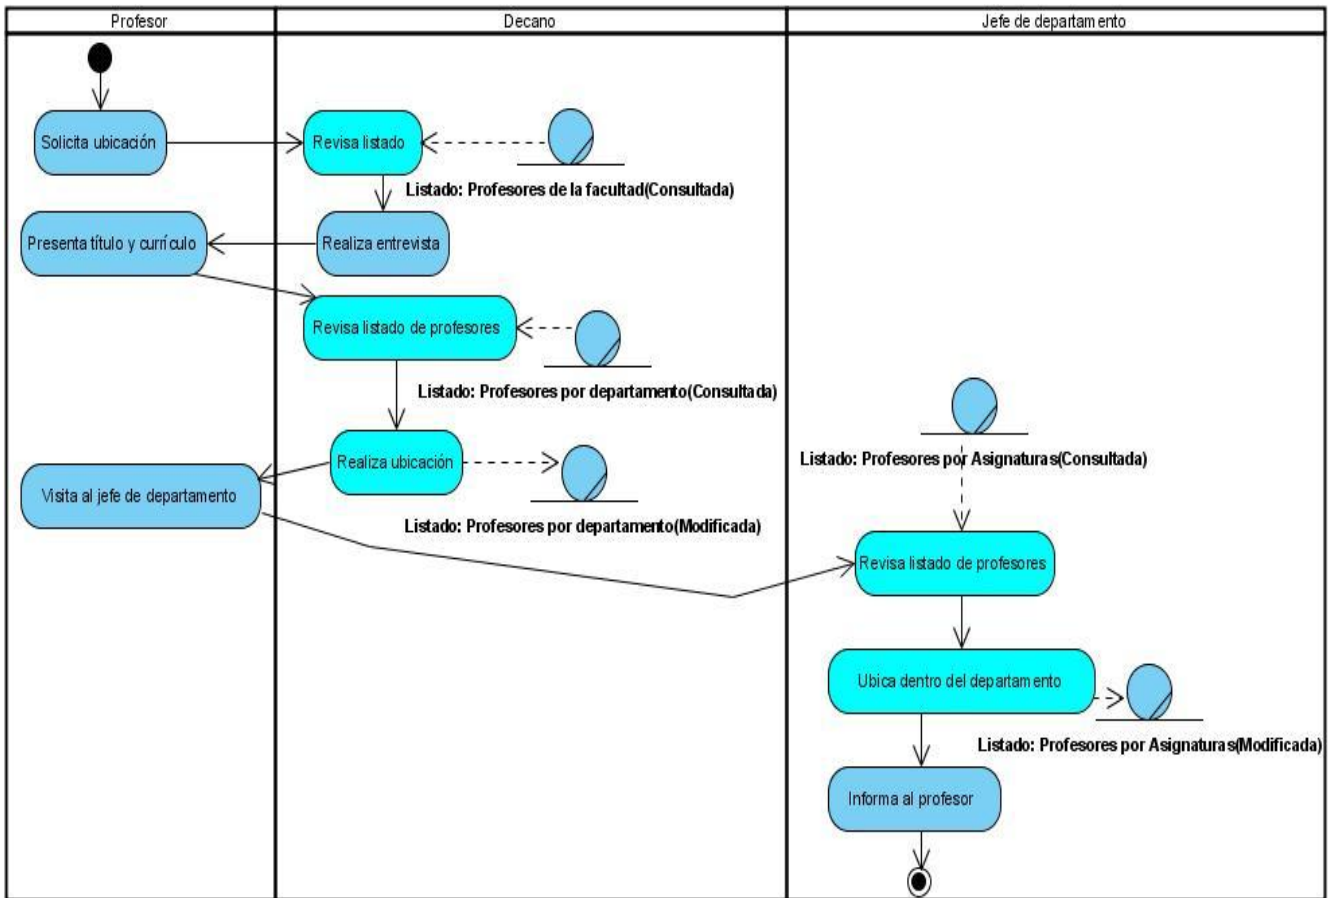 Profesor
Decano
Jefe de departamento
Solicita ubicación
Revisa listado
Listado: Profesores de la facultad(Consultada)
Presenta título y currículo
Realiza entrevista
Revisa listado de profesores
Listado: Profesores por departamento(Consultada)
Listado: Profesores por Asignaturas(Consultada)
Realiza ubicación
Visita al jefe de departamento
Listado: Profesores por departamento(Modificada)
Revisa listado de profesores
Ubica dentro del departamento
Listado: Profesores por Asignaturas(Modificada)
Informa al profesor